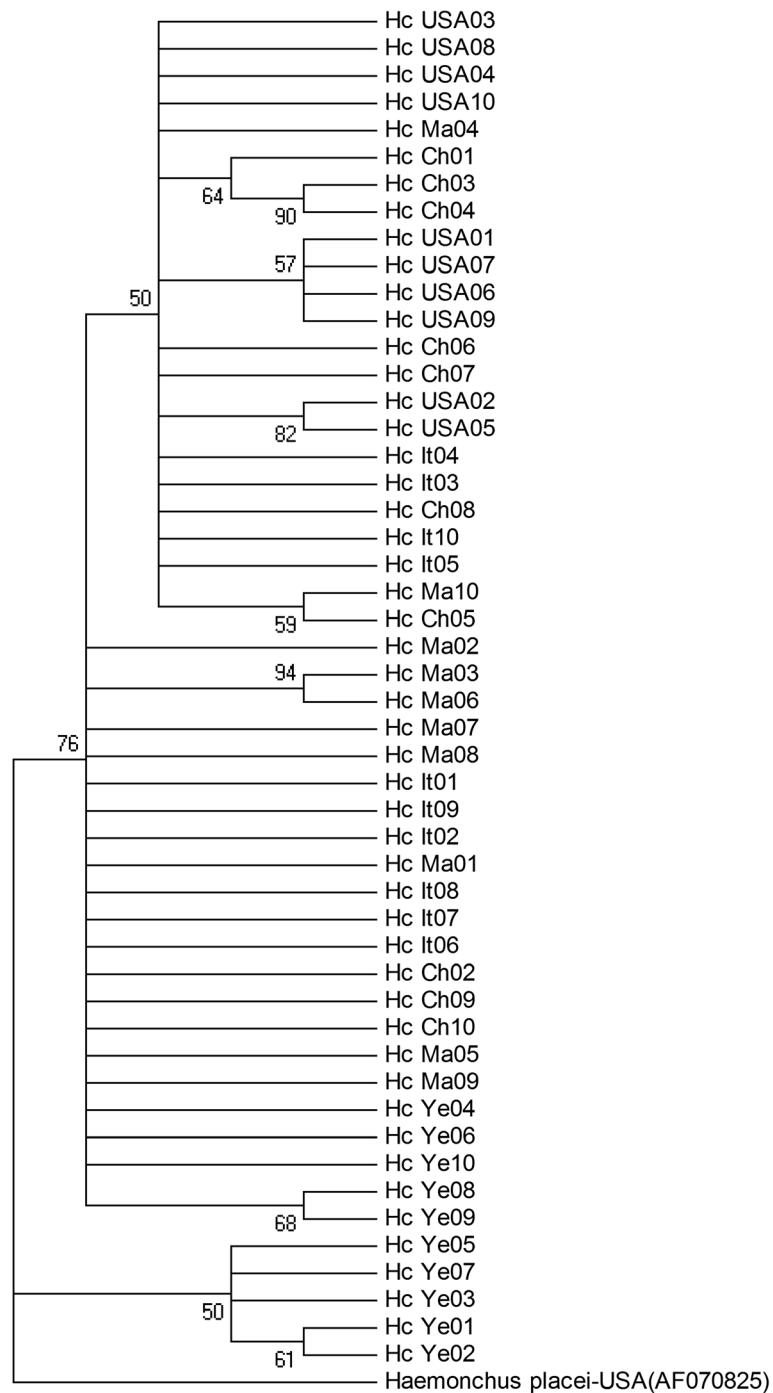 Hc USA03
Hc USA08
Hc USA04
Hc USA10
Hc Ma04
Hc Ch01
64
Hc Ch03
90
Hc Ch04
Hc USA01
57
Hc USA07
Hc USA06
50
Hc USA09
Hc Ch06
Hc Ch07
Hc USA02
82
Hc USA05
Hc It04
Hc It03
Hc Ch08
Hc It10
Hc It05
Hc Ma10
59
Hc Ch05
Hc Ma02
94
Hc Ma03
Hc Ma06
Hc Ma07
76
Hc Ma08
Hc It01
Hc It09
Hc It02
Hc Ma01
Hc It08
Hc It07
Hc It06
Hc Ch02
Hc Ch09
Hc Ch10
Hc Ma05
Hc Ma09
Hc Ye04
Hc Ye06
Hc Ye10
Hc Ye08
68
Hc Ye09
Hc Ye05
Hc Ye07
50
Hc Ye03
Hc Ye01
61
Hc Ye02
Haemonchus placei-USA(AF070825)